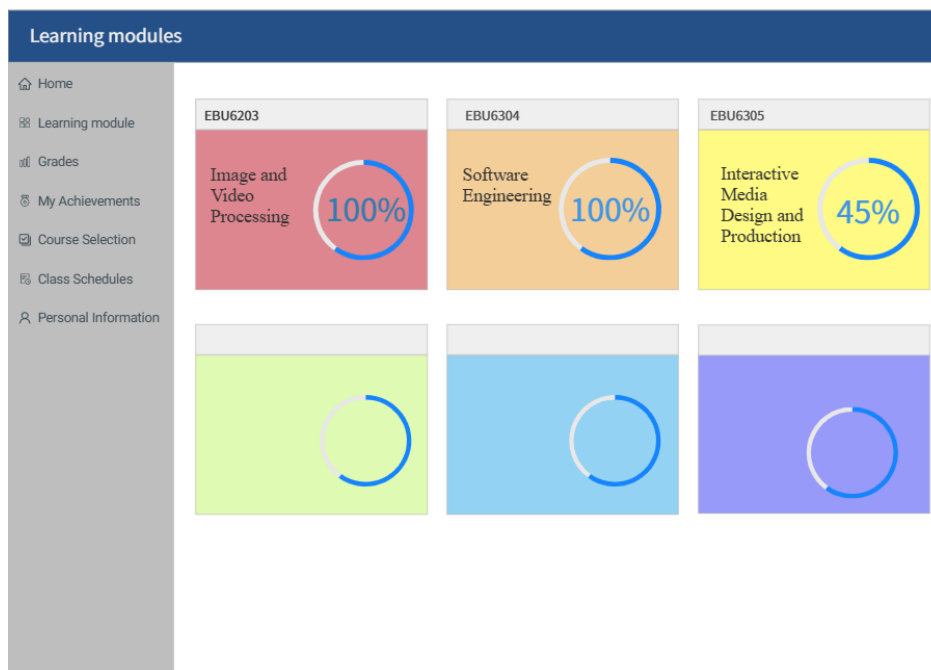 Learning modules
Home
Learning module
Grades
My Achievements
Course Selection
Class Schedules
Personal Information
EBU6203
Image and
Video
Processing
100%
EBU6304
Software
Engineering
100%
EBU6305
Interactive
Media
Design and
Production
45%